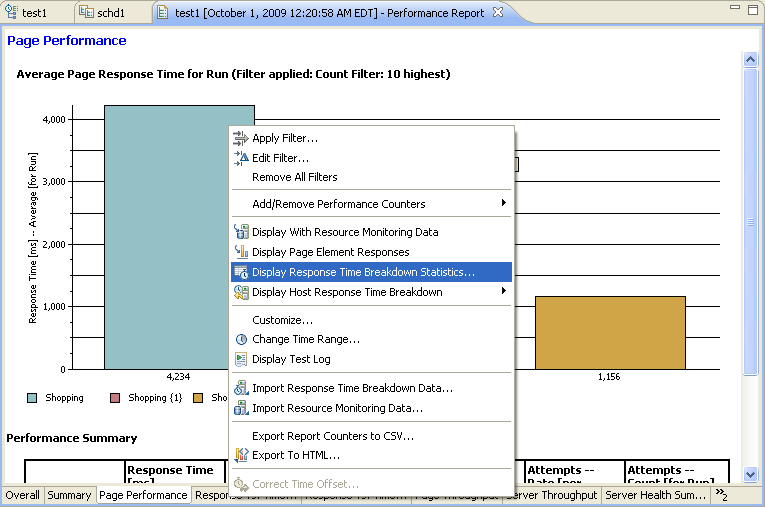 test1
schd1
test1 [October 1, 2009 12:20:58 AM EDT] - Performance Report
Page Performance
Average Page Response Time for Run (Filter applied: Count Filter: 10 highest)
Response Time [ms] -- Average [for Run]
4,000
3,000
2,000
1,000
0
4,234
1,156
Shopping
Shopping {1}
Sho
Apply Filter...
Edit Filter...
Remove All Filters
Add/Remove Performance Counters
Display With Resource Monitoring Data
Display Page Element Responses
Display Response Time Breakdown Statistics...
Display Host Response Time Breakdown
Customize...
Change Time Range...
Display Test Log
Import Response Time Breakdown Data...
Import Resource Monitoring Data...
Export Report Counters to CSV...
Export To HTML...
Correct Time Offset...
Performance Summary
Response Time
[ms]
Attempts --
Rate [per
Attempts --
Count [for Run]
Overall
Summary
Page Performance
Page Throughput
Server Throughput
Server Health Sum...
»2